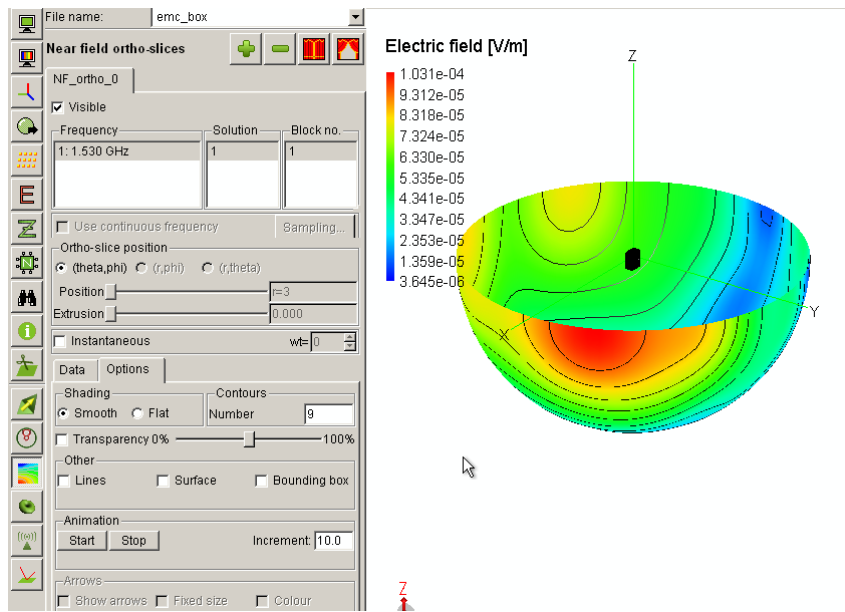 File name: emc_box
Near field ortho-slices
NF_ortho_0
Visible
Frequency Solution Block no.
1: 1.530 GHz 1 1
Use continuous frequency Sampling...
Ortho-slice position
(theta,phi) (r,phi) (r,theta)
Position r=3
Extrusion 0.000
Instantaneous wt= 0
Data Options
Shading Contours
Smooth Flat Number 9
Transparency 0% 100%
Other
Lines Surface Bounding box
Animation
Start Stop Increment: 10.0
Arrows
Show arrows Fixed size Colour
E
Z
((o))
Electric field [V/m]
1.031e-04
9.312e-05
8.318e-05
7.324e-05
6.330e-05
5.335e-05
4.341e-05
3.347e-05
2.353e-05
1.359e-05
3.645e-06
Z
X
Y
Z